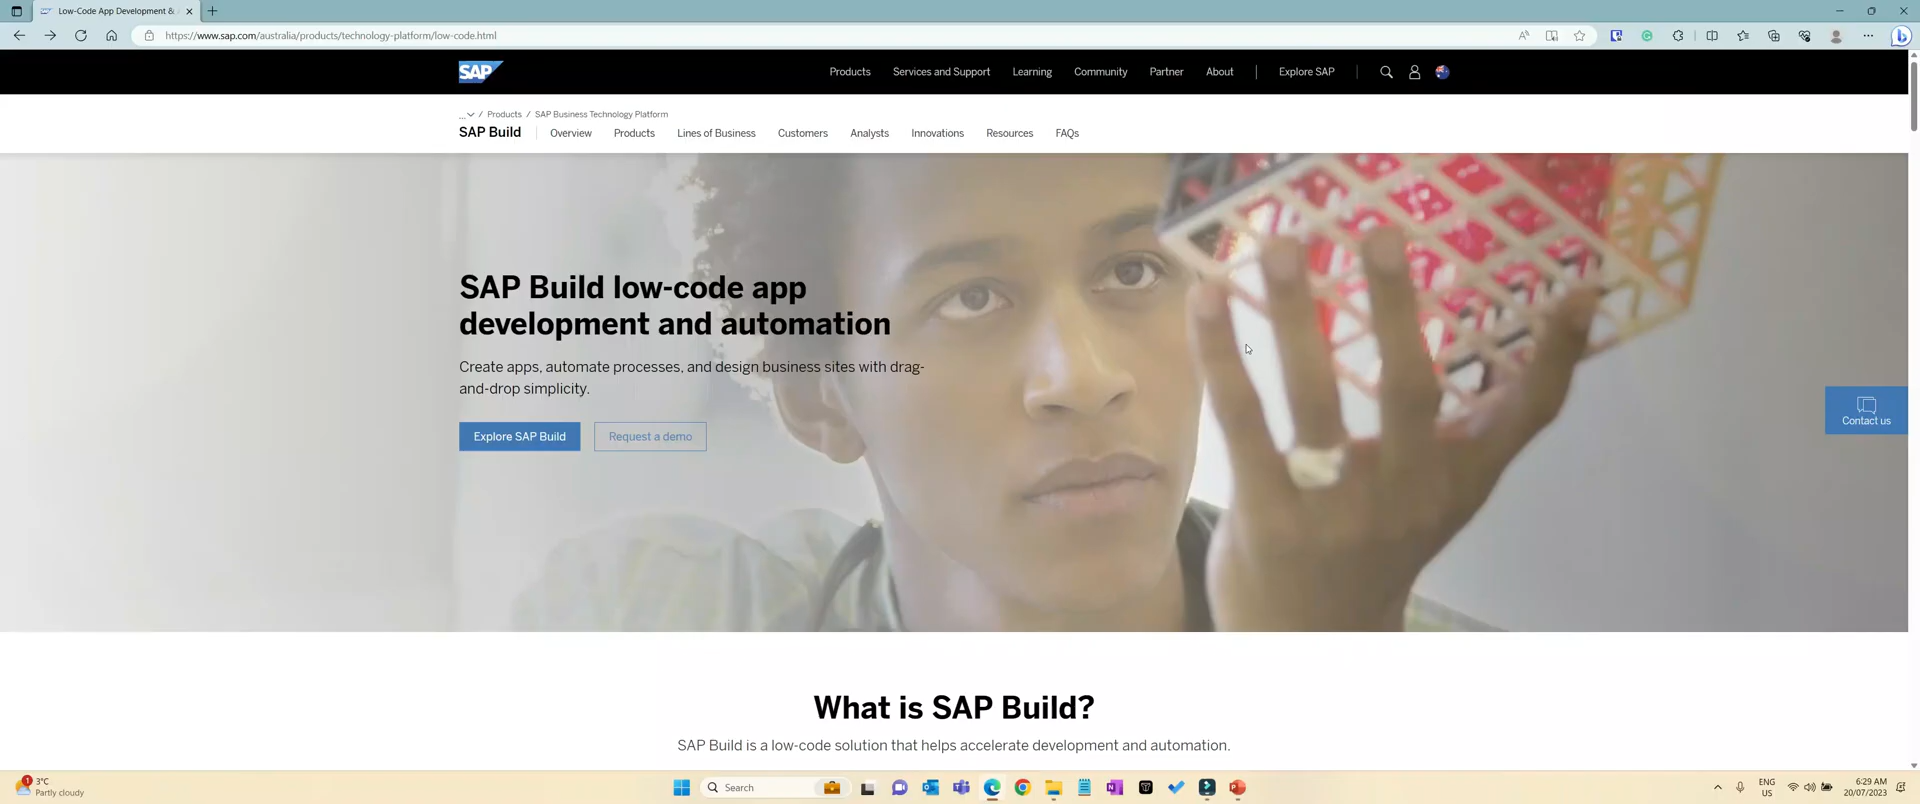 Low-Code App Development &
https://www.sap.com/australia/products/technology-platform/low-code.html
SAP
Products
Services and Support
Learning
Community
Partner
About
Explore SAP
... / Products / SAP Business Technology Platform
SAP Build
Overview
Products
Lines of Business
Customers
Analysts
Innovations
Resources
FAQs
SAP Build low-code app
development and automation
Create apps, automate processes, and design business sites with drag-
and-drop simplicity.
Explore SAP Build
Request a demo
Contact us
What is SAP Build?
SAP Build is a low-code solution that helps accelerate development and automation.
1
3°C
Partly cloudy
Search
ENG
US
6:29 AM
20/07/2023